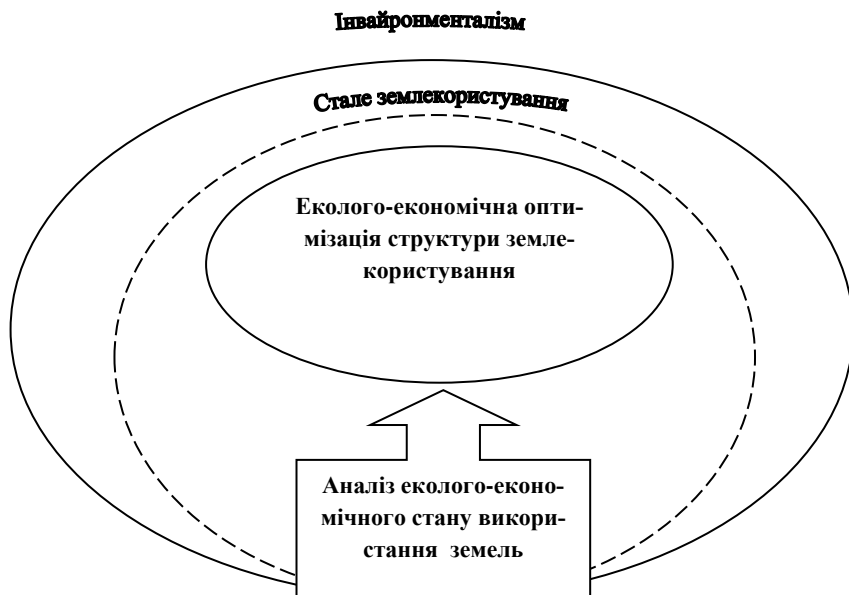 Інвайронменталізм
Стале землекористування
Еколого-економічна опти-
мізація структури земле-
користування
Аналіз еколого-еконо-
мічного стану викори-
стання земель